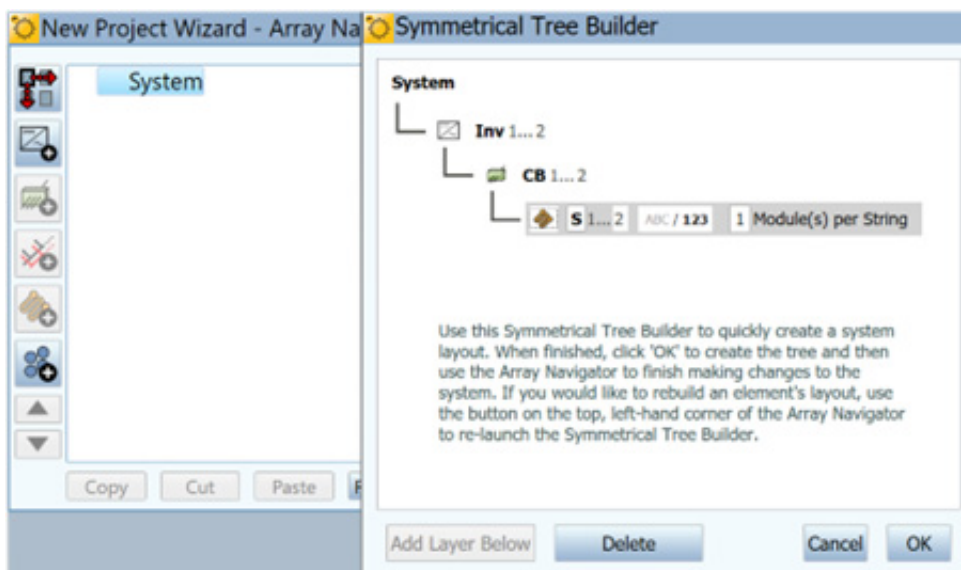 New Project Wizard - Array Na
Symmetrical Tree Builder
System
System
Inv 1... 2
CB 1... 2
S 1... 2 ABC / 123 1 Module(s) per String
Use this Symmetrical Tree Builder to quickly create a system
layout. When finished, click 'OK' to create the tree and then
use the Array Navigator to finish making changes to the
system. If you would like to rebuild an element's layout, use
the button on the top, left-hand corner of the Array Navigator
to re-launch the Symmetrical Tree Builder.
Copy Cut Paste
Add Layer Below Delete Cancel OK